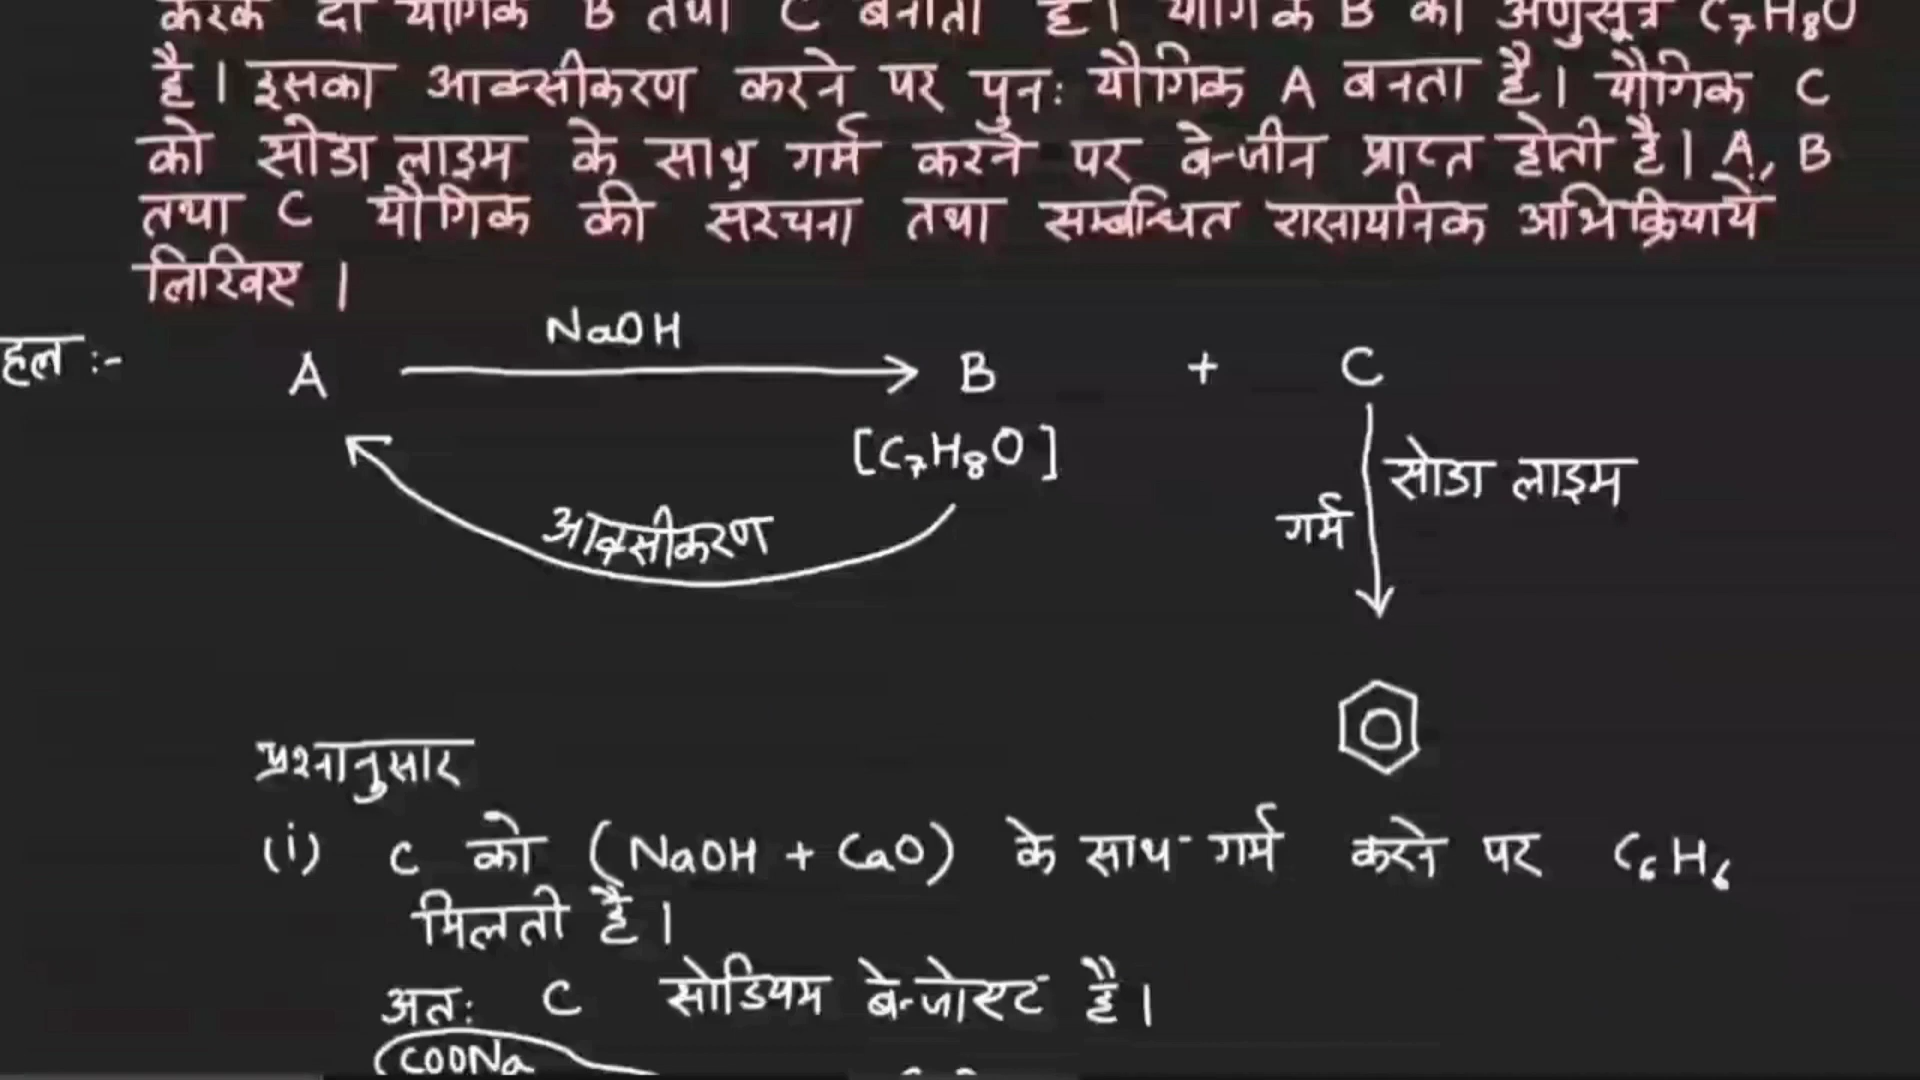 करके दो यौगिक B तथा C बनाता है। यौगिक B का अणुसूत्र C₇H₈O
है। इसका आक्सीकरण करने पर पुनः यौगिक A बनता है। यौगिक C
को सोडा लाइम के साथ गर्म करने पर बेन्जीन प्राप्त होती है। A, B
तथा C यौगिक की संरचना तथा सम्बन्धित रासायनिक अभिक्रियायें
लिखिए।
हल :-
NaOH
A B + C
[C₇H₈O]
सोडा लाइम
गर्म
आक्सीकरण
प्रश्नानुसार
(i) C को (NaOH + CaO) के साथ गर्म करने पर C₆H₆
मिलती है।
अतः C सोडियम बेन्जोएट है।
COONa